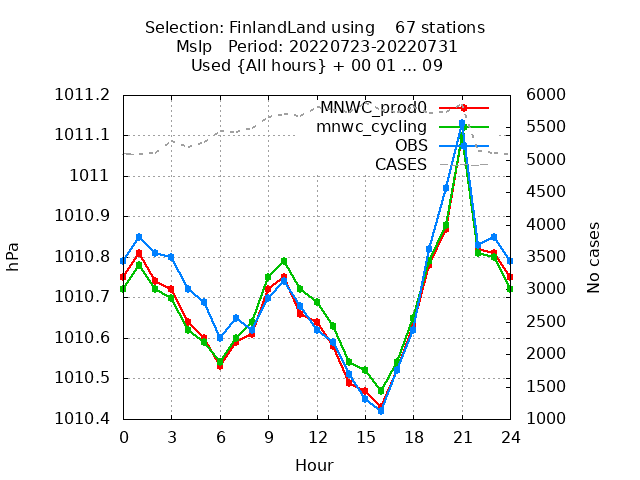 Selection: FinlandLand using    67 stations
Mslp   Period: 20220723-20220731
Used {All hours} + 00 01 ... 09
1011.2
1011.1
1011
1010.9
1010.8
1010.7
1010.6
1010.5
1010.4
hPa
MNWC_prod0
mnwc_cycling
OBS
CASES
6000
5500
5000
4500
4000
3500
3000
2500
2000
1500
1000
No cases
0 3 6 9 12 15 18 21 24
Hour